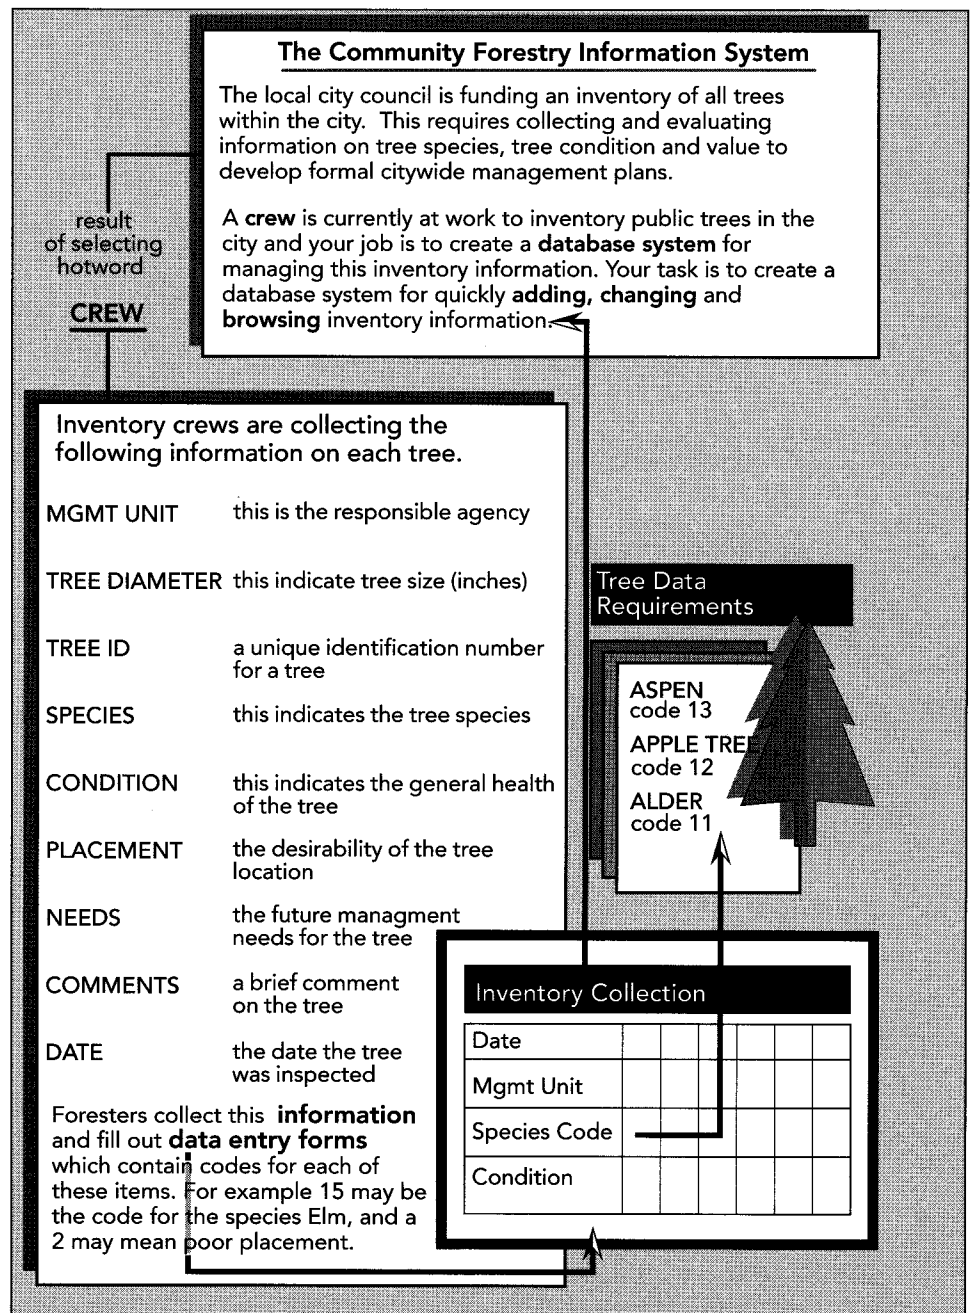 The Community Forestry Information System
The local city council is funding an inventory of all trees
within the city. This requires collecting and evaluating
information on tree species, tree condition and value to
develop formal citywide management plans.
A crew is currently at work to inventory public trees in the
city and your job is to create a database system for
managing this inventory information. Your task is to create a
database system for quickly adding, changing and
browsing inventory information.
result
of selecting
hotword
CREW
Inventory crews are collecting the
following information on each tree.
MGMT UNIT this is the responsible agency
TREE DIAMETER this indicate tree size (inches)
TREE ID a unique identification number
for a tree
SPECIES this indicates the tree species
CONDITION this indicates the general health
of the tree
PLACEMENT the desirability of the tree
location
NEEDS the future managment
needs for the tree
COMMENTS a brief comment
on the tree
DATE the date the tree
was inspected
Foresters collect this information
and fill out data entry forms
which contain codes for each of
these items. For example 15 may be
the code for the species Elm, and a
2 may mean poor placement.
Tree Data
Requirements
ASPEN
code 13
APPLE TREE
code 12
ALDER
code 11
Inventory Collection
Date
Mgmt Unit
Species Code
Condition